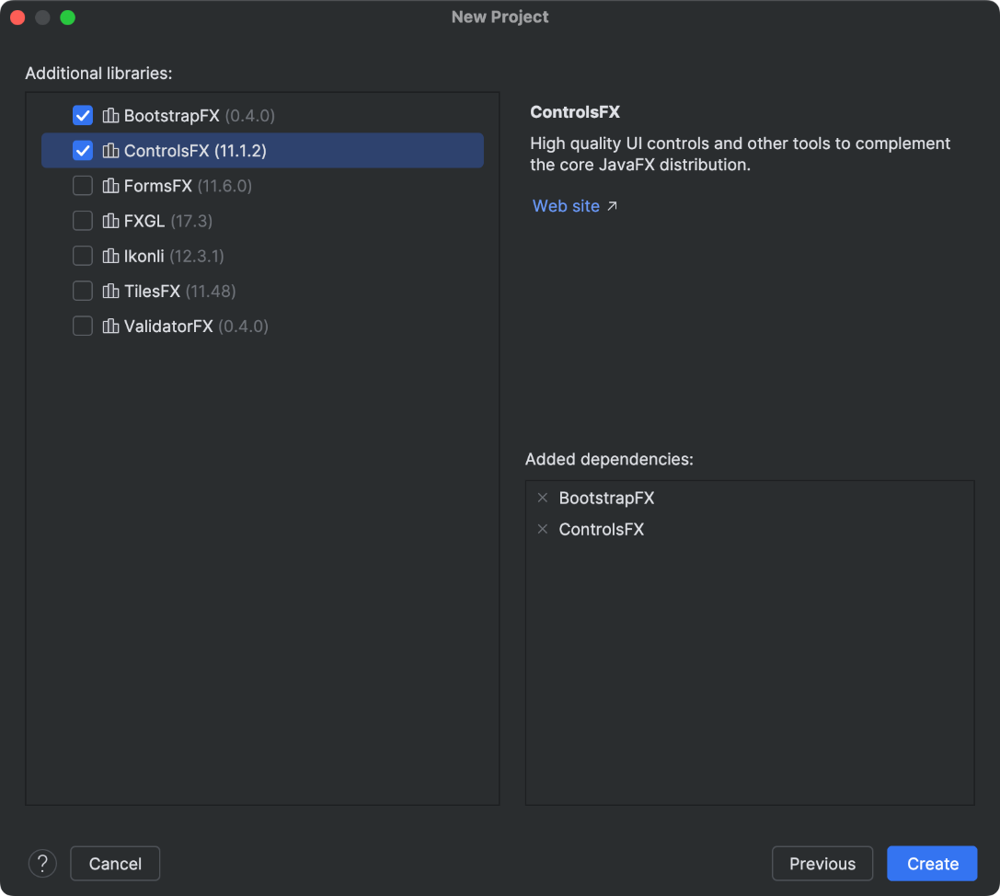 New Project
Additional libraries:
BootstrapFX (0.4.0)
ControlsFX (11.1.2)
FormsFX (11.6.0)
FXGL (17.3)
Ikonli (12.3.1)
TilesFX (11.48)
ValidatorFX (0.4.0)
ControlsFX
High quality UI controls and other tools to complement
the core JavaFX distribution.
Web site ↗
Added dependencies:
× BootstrapFX
× ControlsFX
? Cancel Previous Create